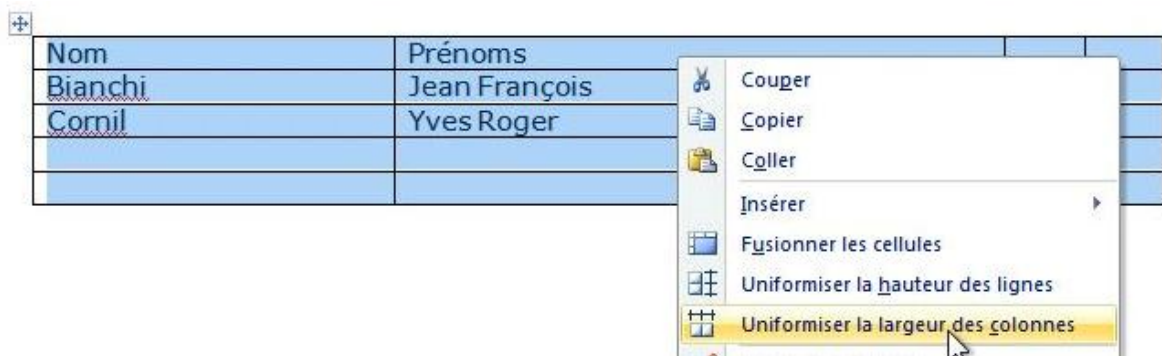 Nom Prénoms
Bianchi Jean François
Cornil Yves Roger
Couper
Copier
Coller
Insérer
Fusionner les cellules
Uniformiser la hauteur des lignes
Uniformiser la largeur des colonnes